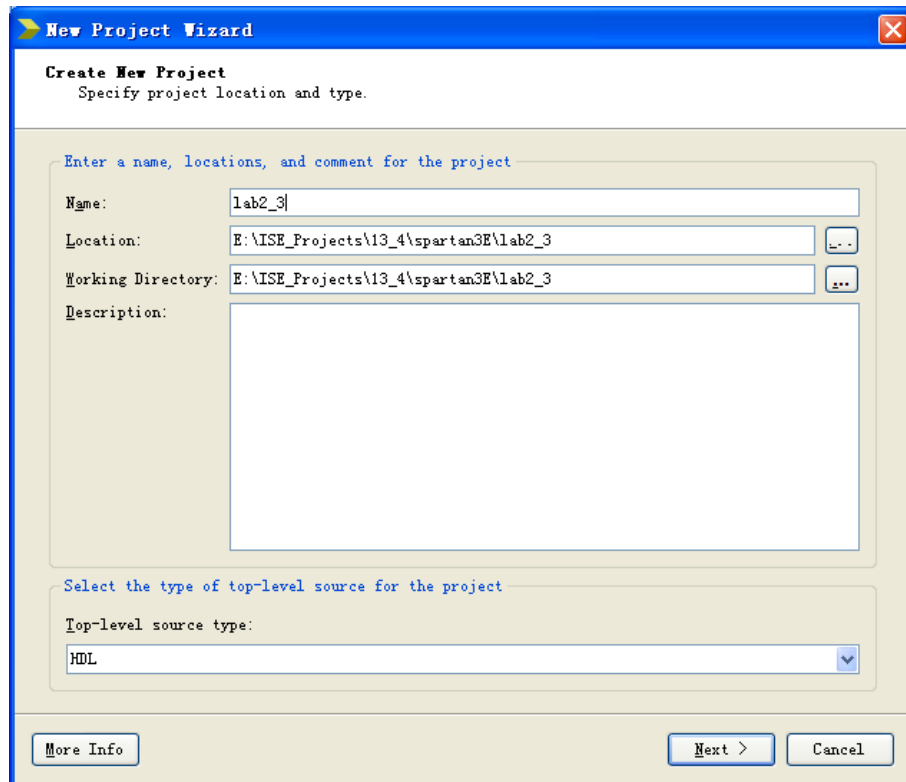 New Project Wizard
Create New Project
Specify project location and type.
Enter a name, locations, and comment for the project
Name:
lab2_3
Location:
E:\ISE_Projects\13_4\spartan3E\lab2_3
...
Working Directory:
E:\ISE_Projects\13_4\spartan3E\lab2_3
...
Description:
Select the type of top-level source for the project
Top-level source type:
HDL
More Info
Next >
Cancel